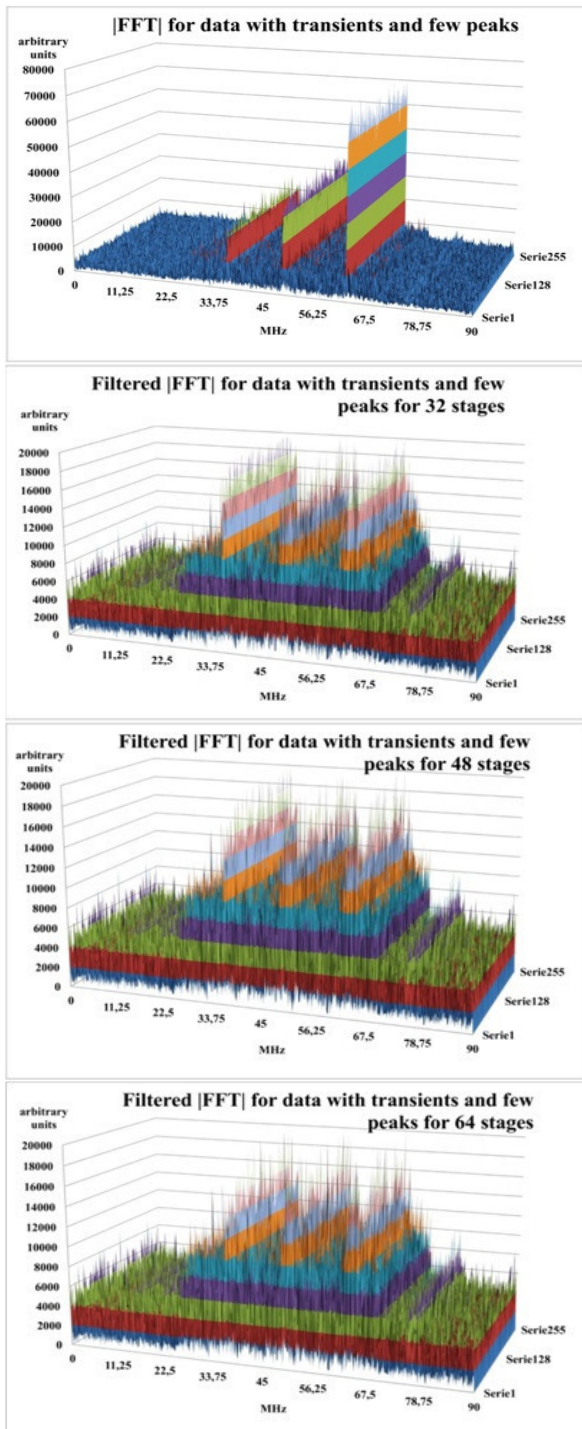 |FFT| for data with transients and few peaks
arbitrary
units
80000
70000
60000
50000
40000
30000
20000
10000
0
0
11,25
22,5
33,75
45
56,25
67,5
78,75
90
MHz
Serie255
Serie128
Serie1
Filtered |FFT| for data with transients and few
peaks for 32 stages
arbitrary
units
20000
18000
16000
14000
12000
10000
8000
6000
4000
2000
0
0
11,25
22,5
33,75
45
56,25
67,5
78,75
90
MHz
Serie255
Serie128
Serie1
Filtered |FFT| for data with transients and few
peaks for 48 stages
arbitrary
units
20000
18000
16000
14000
12000
10000
8000
6000
4000
2000
0
0
11,25
22,5
33,75
45
56,25
67,5
78,75
90
MHz
Serie255
Serie128
Serie1
Filtered |FFT| for data with transients and few
peaks for 64 stages
arbitrary
units
20000
18000
16000
14000
12000
10000
8000
6000
4000
2000
0
0
11,25
22,5
33,75
45
56,25
67,5
78,75
90
MHz
Serie255
Serie128
Serie1